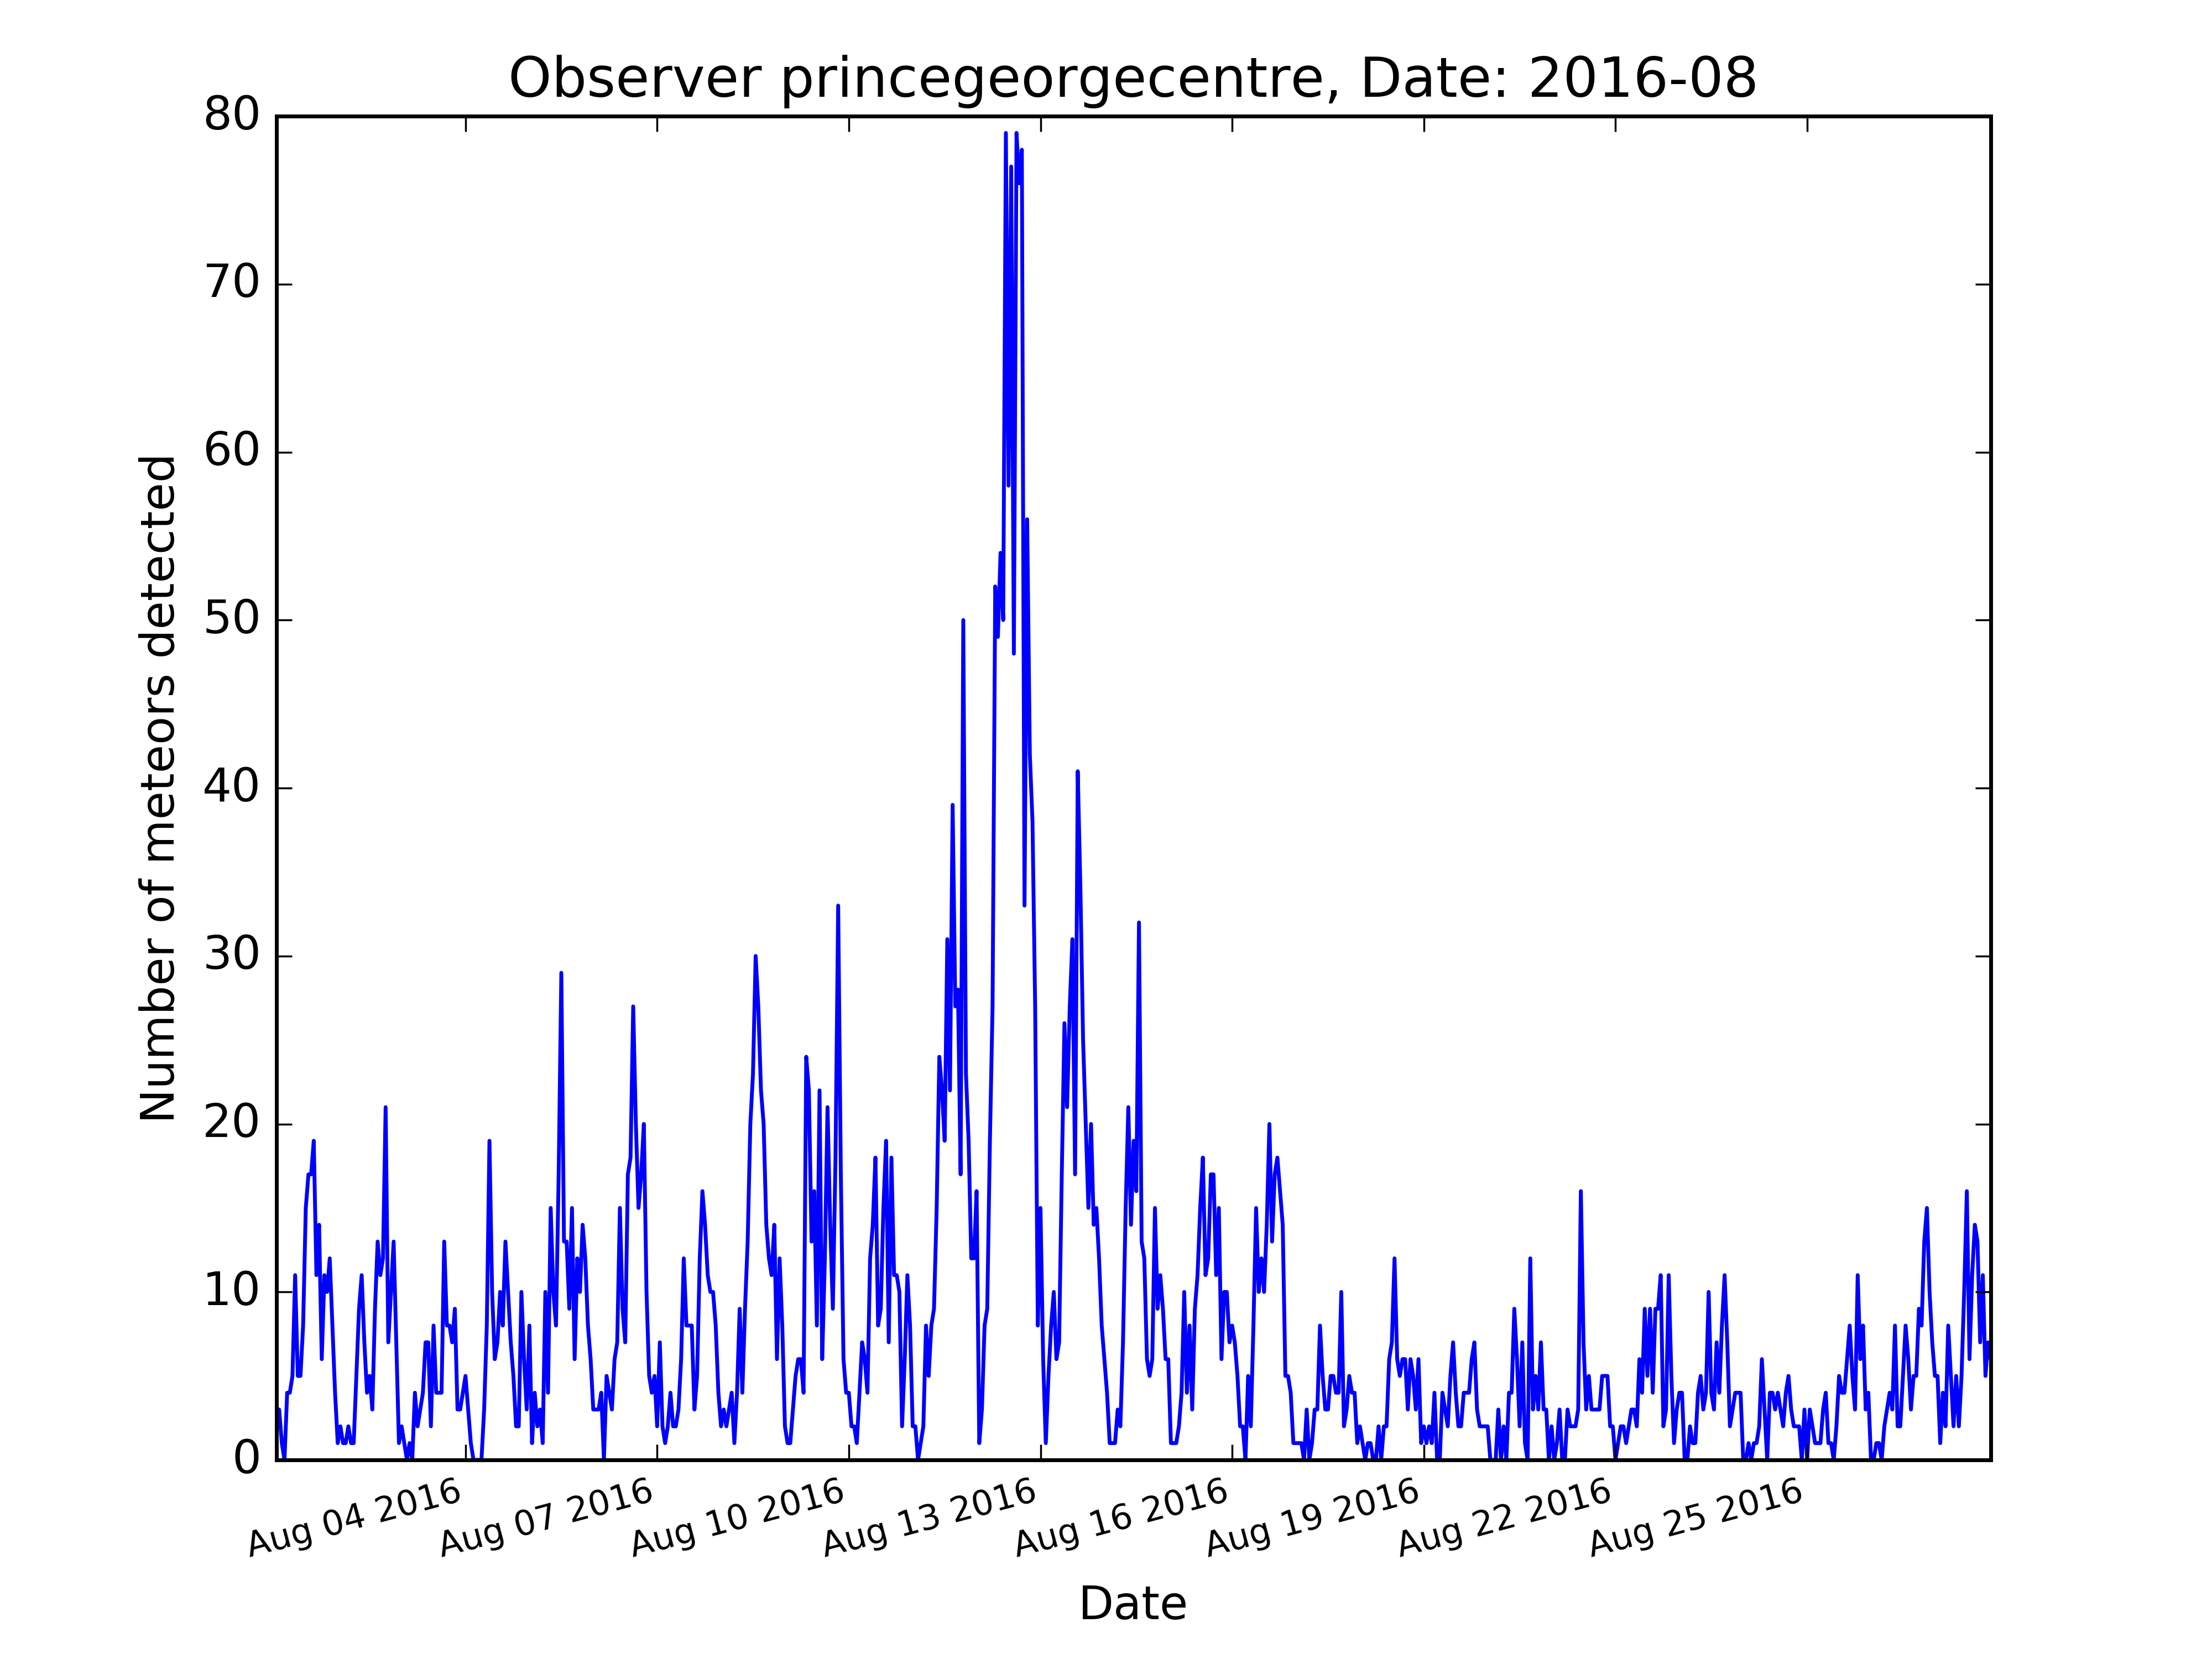 Observer princegeorgecentre, Date: 2016-08
Number of meteors detected
80
70
60
50
40
30
20
10
0
Aug 04 2016
Aug 07 2016
Aug 10 2016
Aug 13 2016
Aug 16 2016
Aug 19 2016
Aug 22 2016
Aug 25 2016
Date